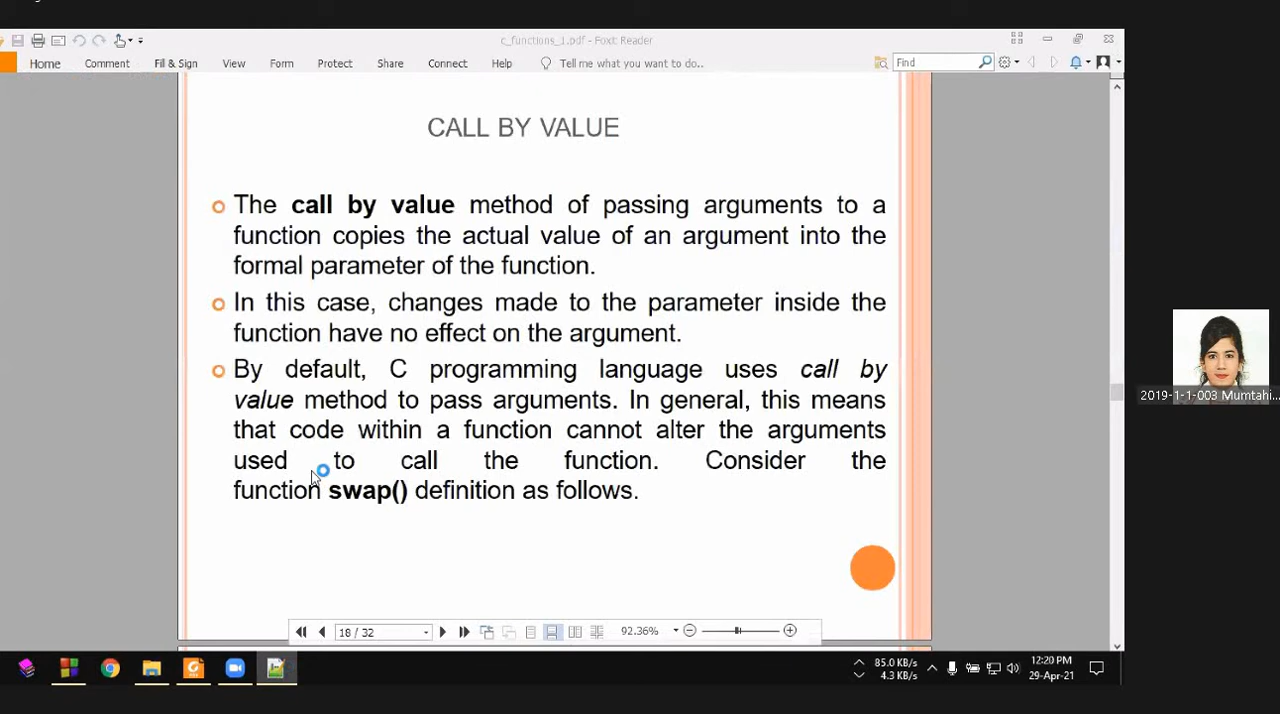 c_functions_1.pdf - Foxit Reader
Home Comment Fill & Sign View Form Protect Share Connect Help Tell me what you want to do.. Find
CALL BY VALUE
The call by value method of passing arguments to a
function copies the actual value of an argument into the
formal parameter of the function.
In this case, changes made to the parameter inside the
function have no effect on the argument.
By default, C programming language uses call by
value method to pass arguments. In general, this means
that code within a function cannot alter the arguments
used to call the function. Consider the
function swap() definition as follows.
2019-1-1-003 Mumtahi...
18 / 32 92.36%
85.0 KB/s
4.3 KB/s
12:20 PM
29-Apr-21